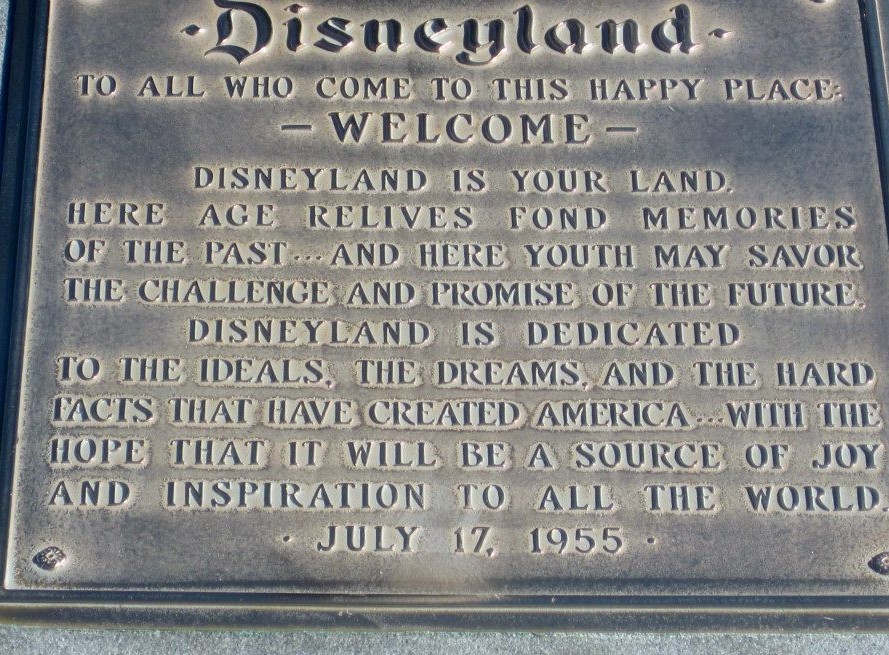 · Disneyland ·
TO ALL WHO COME TO THIS HAPPY PLACE:
— WELCOME —
DISNEYLAND IS YOUR LAND.
HERE AGE RELIVES FOND MEMORIES
OF THE PAST...AND HERE YOUTH MAY SAVOR
THE CHALLENGE AND PROMISE OF THE FUTURE.
DISNEYLAND IS DEDICATED
TO THE IDEALS, THE DREAMS, AND THE HARD
FACTS THAT HAVE CREATED AMERICA...WITH THE
HOPE THAT IT WILL BE A SOURCE OF JOY
AND INSPIRATION TO ALL THE WORLD.
· JULY 17, 1955 ·